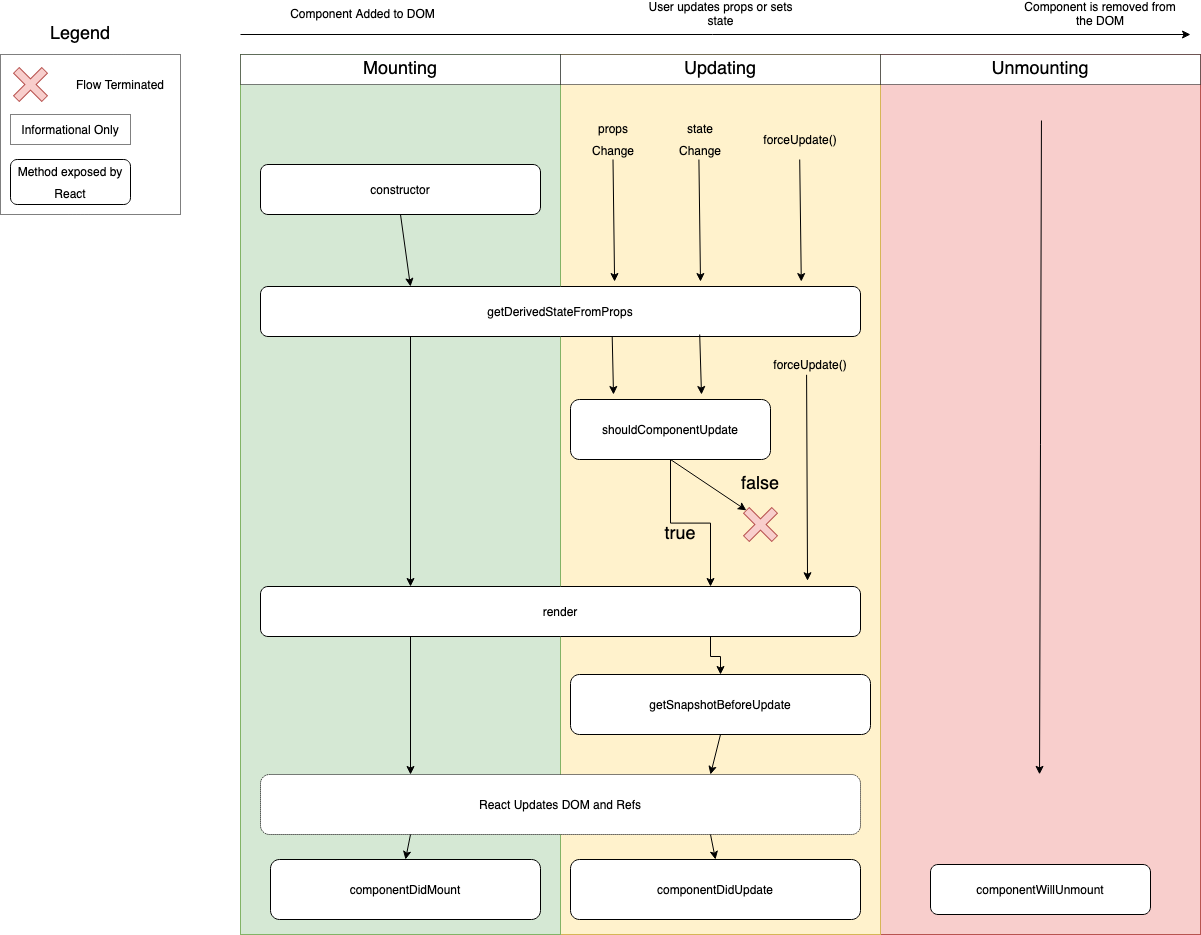 Component Added to DOM
User updates props or sets
state
Component is removed from
the DOM
Legend
Flow Terminated
Informational Only
Method exposed by
React
Mounting
Updating
Unmounting
props
Change
state
Change
forceUpdate()
constructor
getDerivedStateFromProps
forceUpdate()
shouldComponentUpdate
false
true
render
getSnapshotBeforeUpdate
React Updates DOM and Refs
componentDidMount
componentDidUpdate
componentWillUnmount